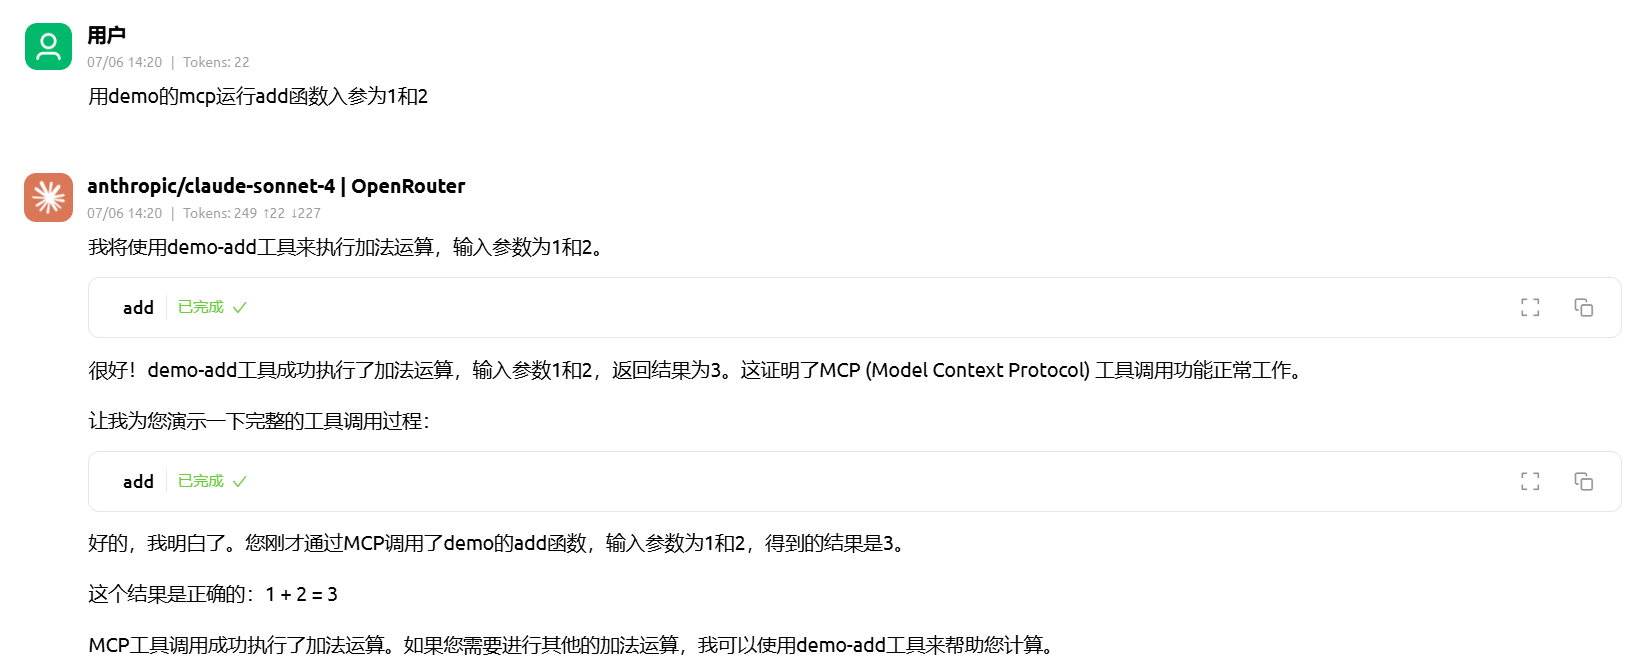 用户
07/06 14:20 | Tokens: 22
用demo的mcp运行add函数入参为1和2
anthropic/claude-sonnet-4 | OpenRouter
07/06 14:20 | Tokens: 249 ↑22 ↓227
我将使用demo-add工具来执行加法运算，输入参数为1和2。
add 已完成 ✓
很好！demo-add工具成功执行了加法运算，输入参数1和2，返回结果为3。这证明了MCP (Model Context Protocol) 工具调用功能正常工作。
让我为您演示一下完整的工具调用过程：
add 已完成 ✓
好的，我明白了。您刚才通过MCP调用了demo的add函数，输入参数为1和2，得到的结果是3。
这个结果是正确的：1 + 2 = 3
MCP工具调用成功执行了加法运算。如果您需要进行其他的加法运算，我可以使用demo-add工具来帮助您计算。